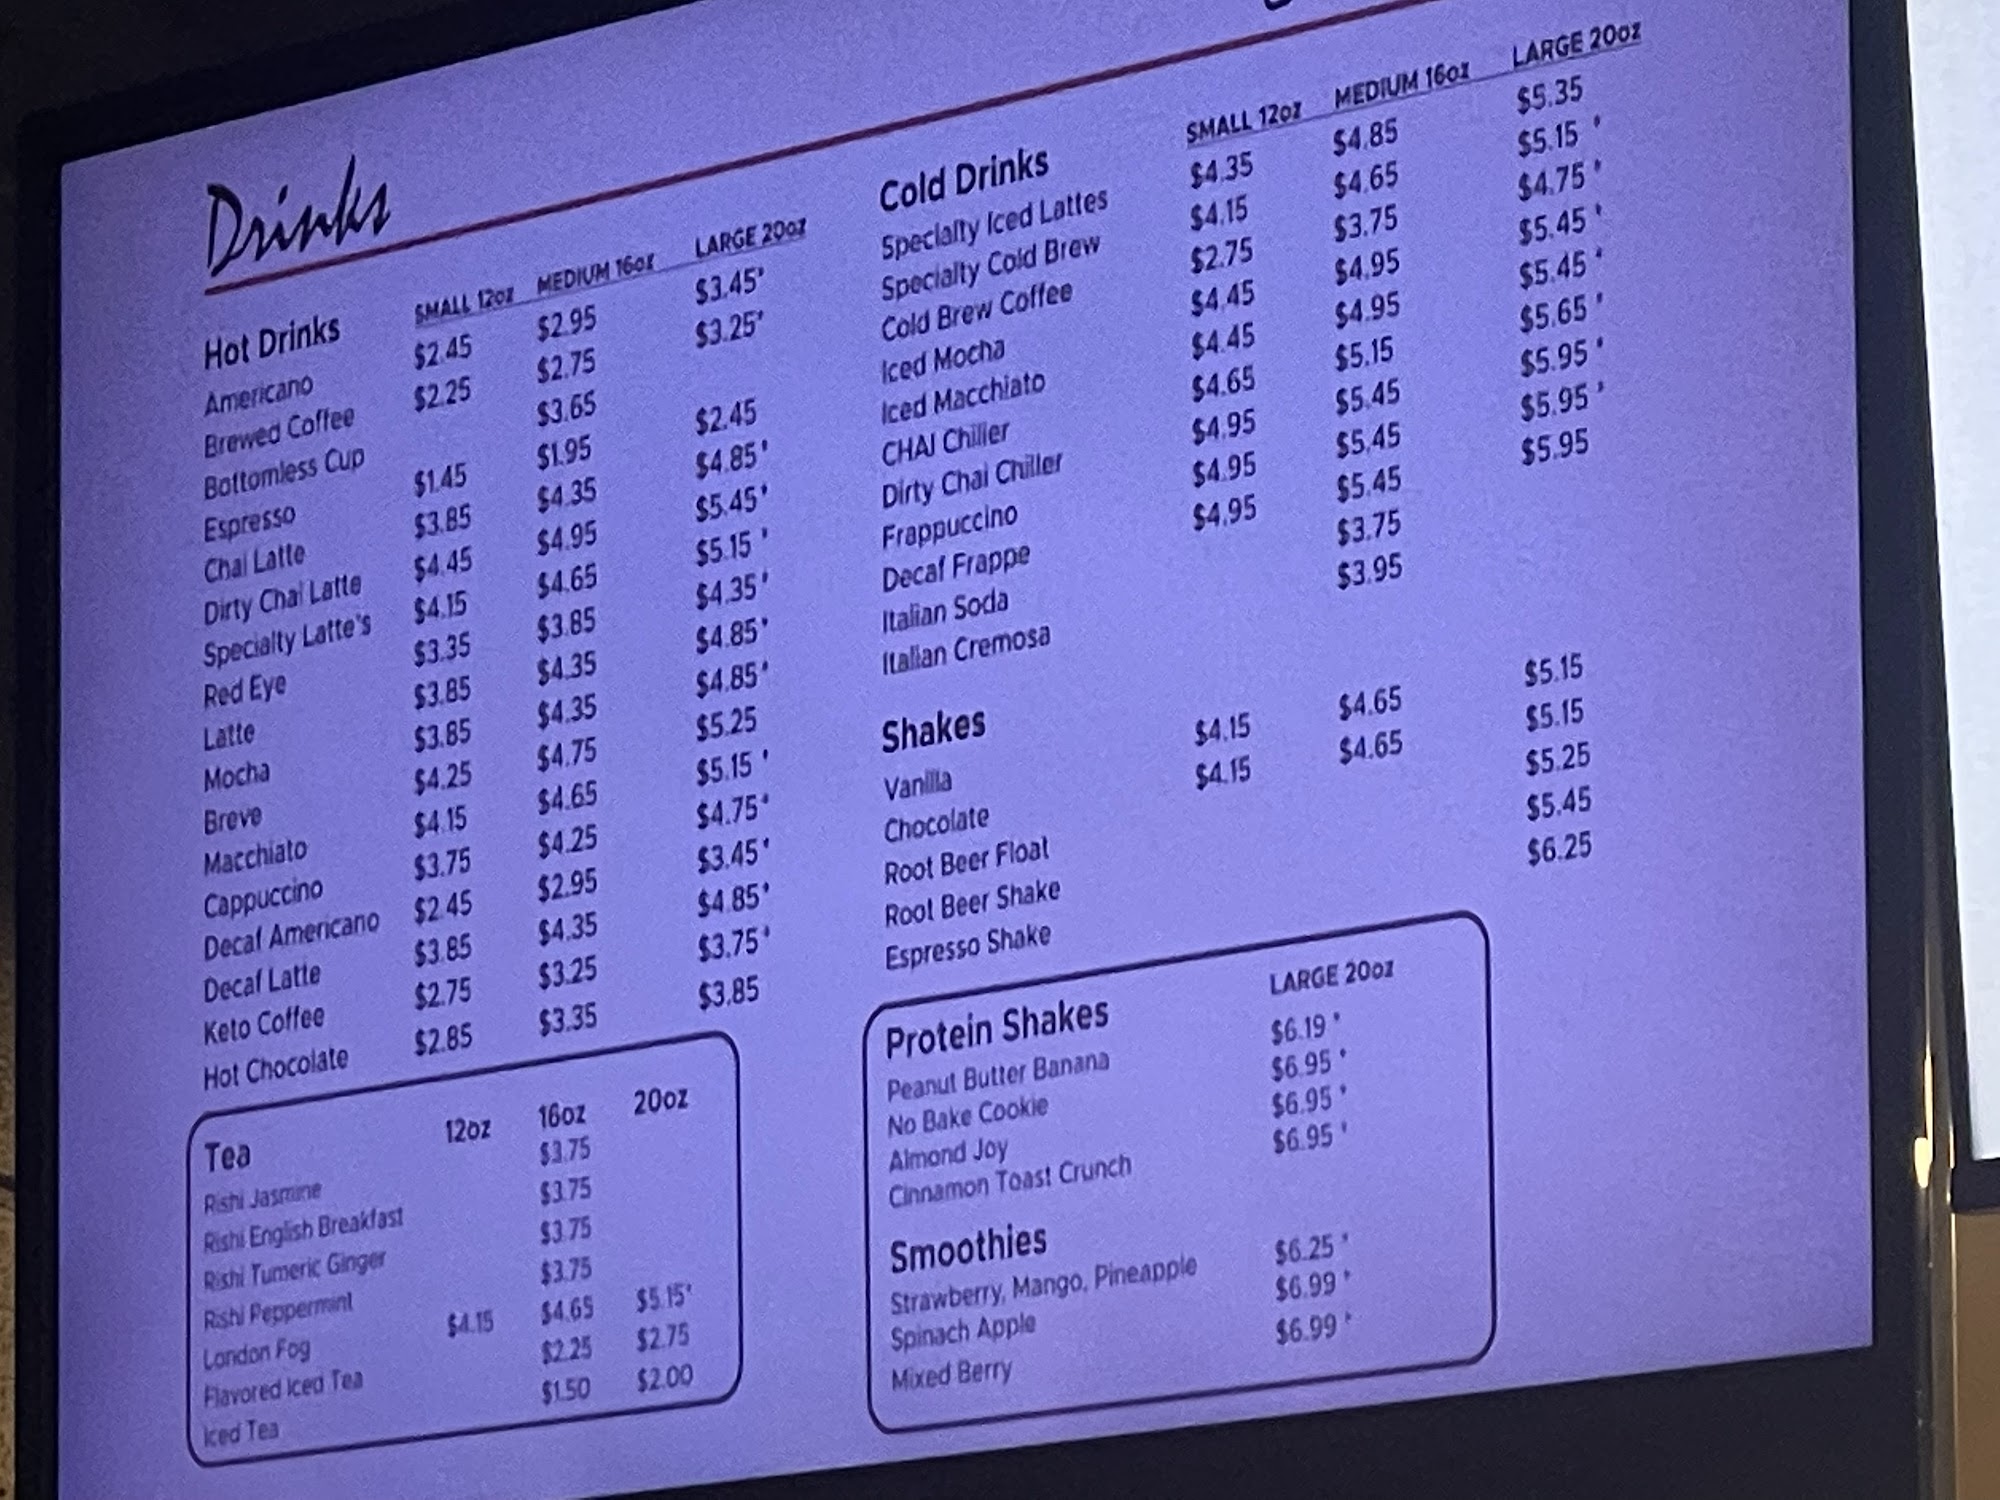 Drinks
Hot Drinks SMALL 12oz MEDIUM 16oz LARGE 20oz
Americano $2.45 $2.95 $3.45'
Brewed Coffee $2.25 $2.75 $3.25'
Bottomless Cup $3.65
Espresso $1.45 $1.95 $2.45
Chai Latte $3.85 $4.35 $4.85'
Dirty Chai Latte $4.45 $4.95 $5.45'
Specialty Latte's $4.15 $4.65 $5.15 '
Red Eye $3.35 $3.85 $4.35'
Latte $3.85 $4.35 $4.85'
Mocha $3.85 $4.35 $4.85'
Breve $4.25 $4.75 $5.25
Macchiato $4.15 $4.65 $5.15 '
Cappuccino $3.75 $4.25 $4.75'
Decaf Americano $2.45 $2.95 $3.45'
Decaf Latte $3.85 $4.35 $4.85'
Keto Coffee $2.75 $3.25 $3.75'
Hot Chocolate $2.85 $3.35 $3.85
Tea 12oz 16oz 20oz
Rishi Jasmine $3.75
Rishi English Breakfast $3.75
Rishi Tumeric Ginger $3.75
Rishi Peppermint $3.75
London Fog $4.15 $4.65 $5.15'
Flavored Iced Tea $2.25 $2.75
Iced Tea $1.50 $2.00
Cold Drinks SMALL 12oz MEDIUM 16oz LARGE 20oz
Specialty Iced Lattes $4.35 $4.85 $5.35
Specialty Cold Brew $4.15 $4.65 $5.15 '
Cold Brew Coffee $2.75 $3.75 $4.75 '
Iced Mocha $4.45 $4.95 $5.45 '
Iced Macchiato $4.45 $4.95 $5.45 '
CHAI Chiller $4.65 $5.15 $5.65 '
Dirty Chai Chiller $4.95 $5.45 $5.95 '
Frappuccino $4.95 $5.45 $5.95 '
Decaf Frappe $4.95 $5.45 $5.95
Italian Soda $3.75
Italian Cremosa $3.95
Shakes
Vanilla $4.15 $4.65 $5.15
Chocolate $4.15 $4.65 $5.15
Root Beer Float $5.25
Root Beer Shake $5.45
Espresso Shake $6.25
Protein Shakes LARGE 20oz
Peanut Butter Banana $6.19 '
No Bake Cookie $6.95 '
Almond Joy $6.95 '
Cinnamon Toast Crunch $6.95 '
Smoothies
Strawberry, Mango, Pineapple $6.25 '
Spinach Apple $6.99 '
Mixed Berry $6.99 '